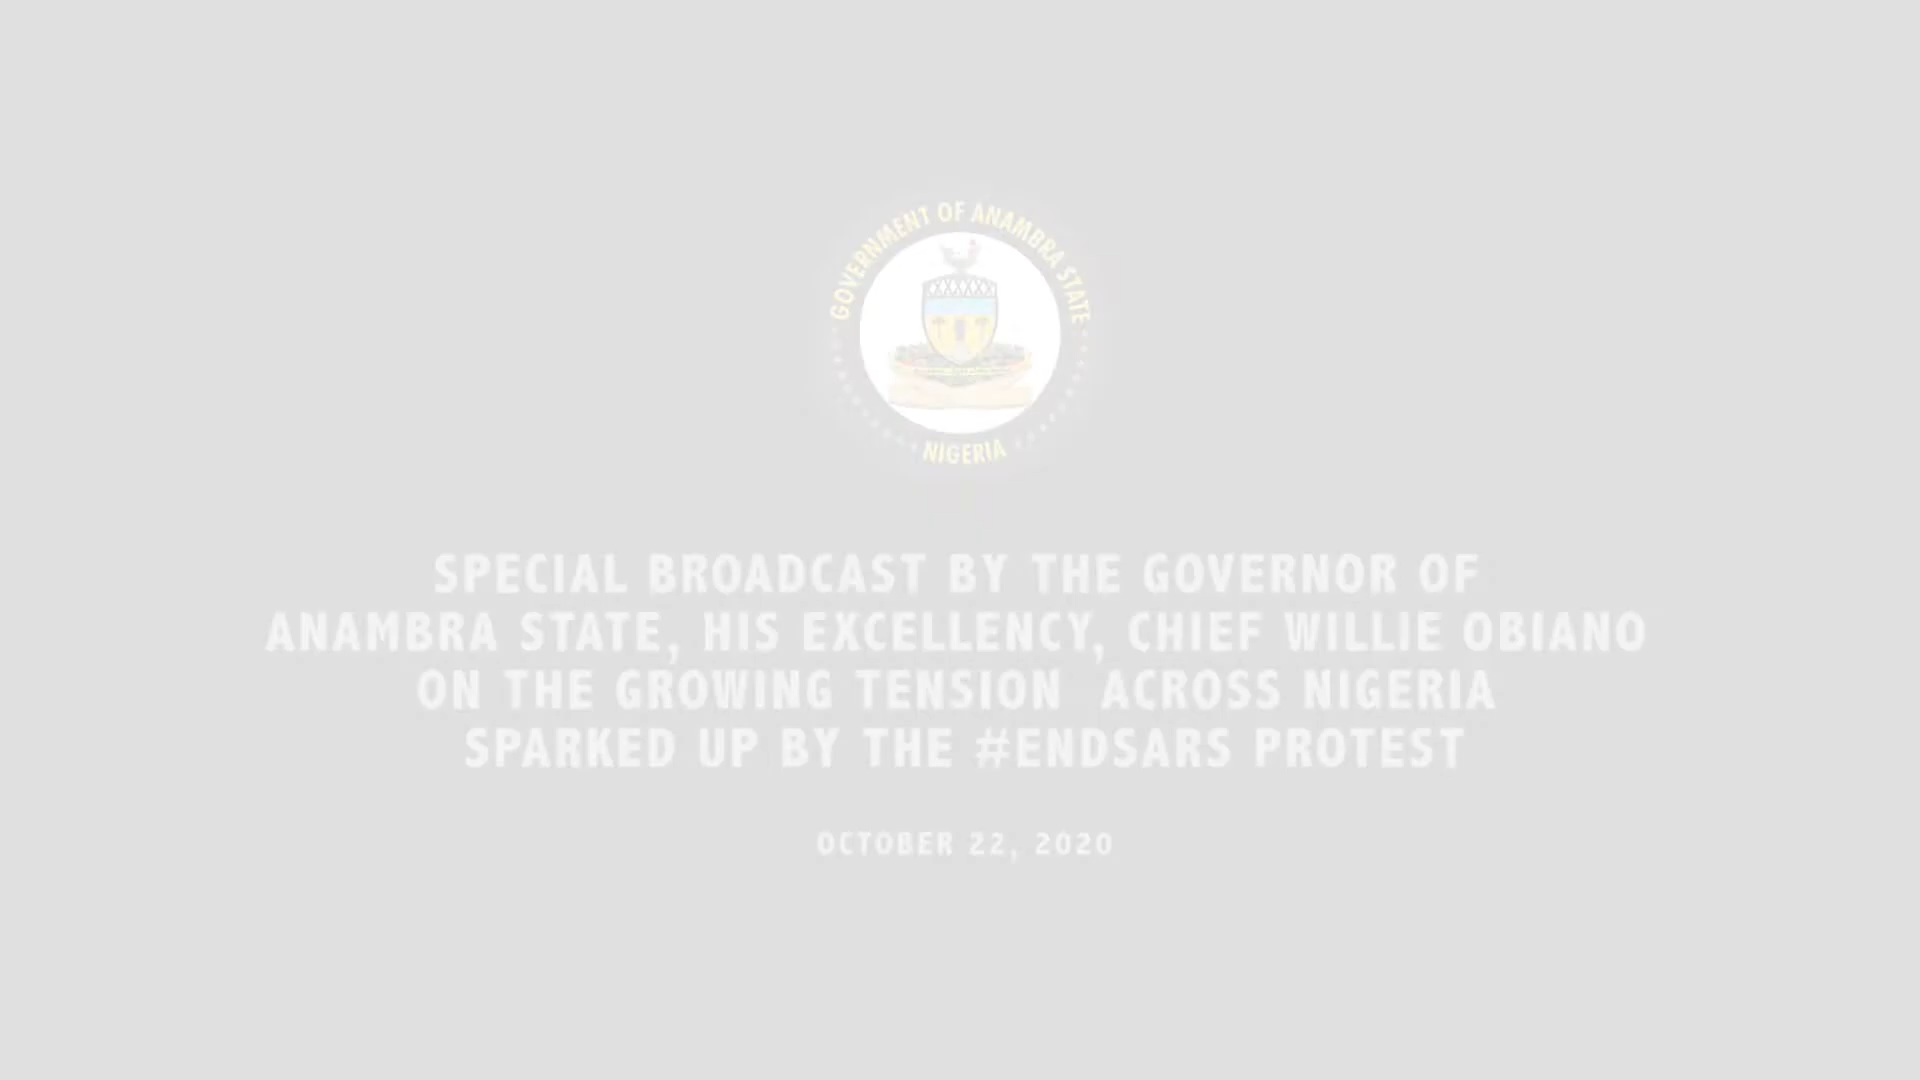 GOVERNMENT OF ANAMBRA STATE
NIGERIA
SPECIAL BROADCAST BY THE GOVERNOR OF
ANAMBRA STATE, HIS EXCELLENCY, CHIEF WILLIE OBIANO
ON THE GROWING TENSION ACROSS NIGERIA
SPARKED UP BY THE #ENDSARS PROTEST
OCTOBER 22, 2020